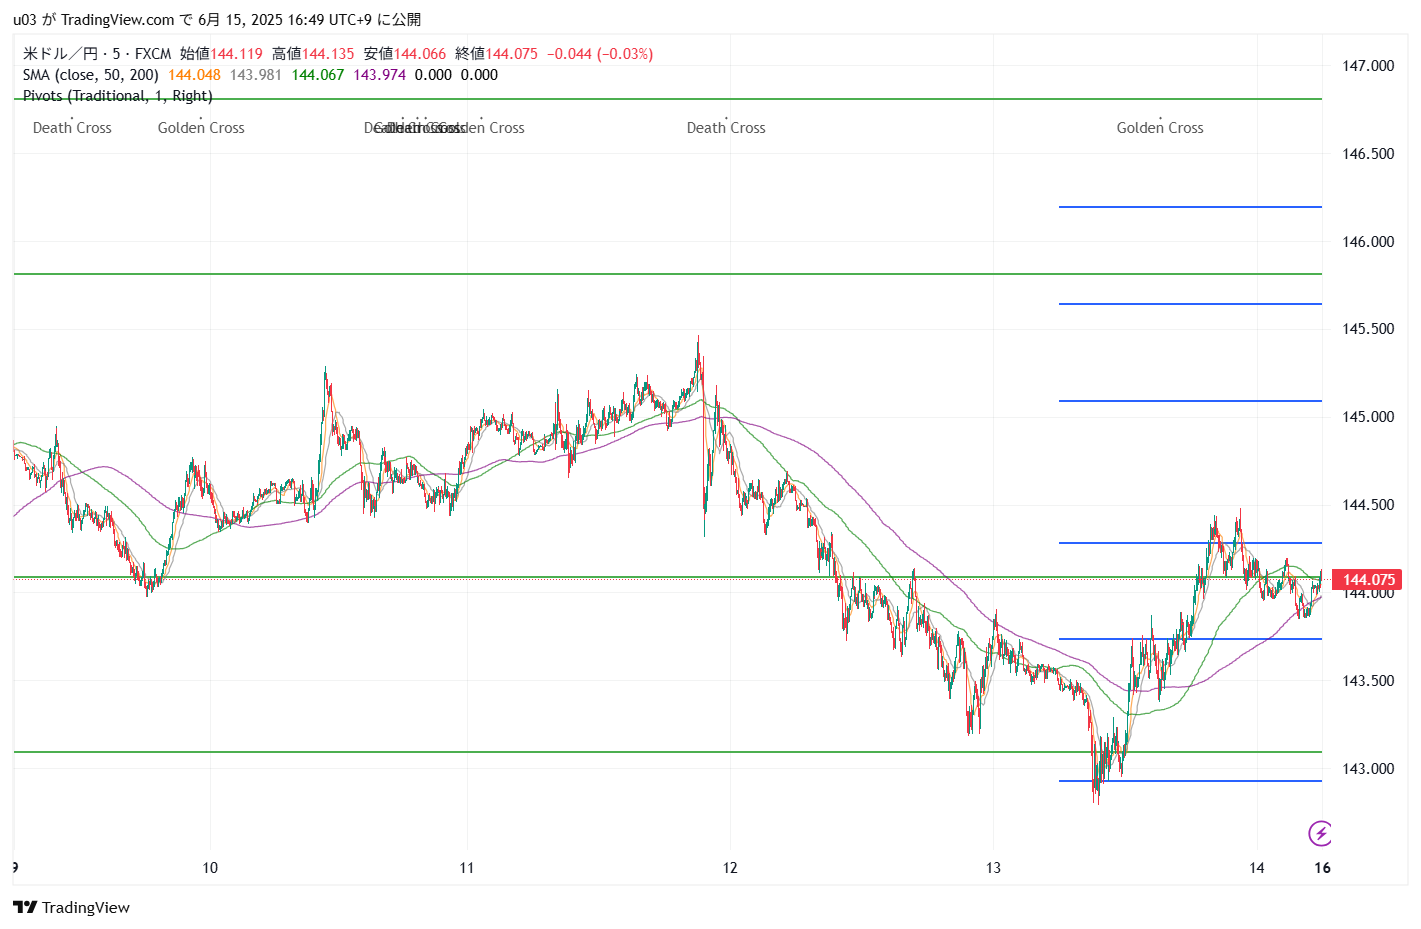 u03 が TradingView.com で 6月 15, 2025 16:49 UTC+9 に公開
米ドル／円 · 5 · FXCM 始値144.119 高値144.135 安値144.066 終値144.075 −0.044 (−0.03%)
SMA (close, 50, 200) 144.048 143.981 144.067 143.974 0.000 0.000
Pivots (Traditional, 1, Right)
Death Cross Golden Cross Golden Cross Death Cross Golden Cross
147.000
146.500
146.000
145.500
145.000
144.500
144.075
144.000
143.500
143.000
9 10 11 12 13 14 16
TradingView